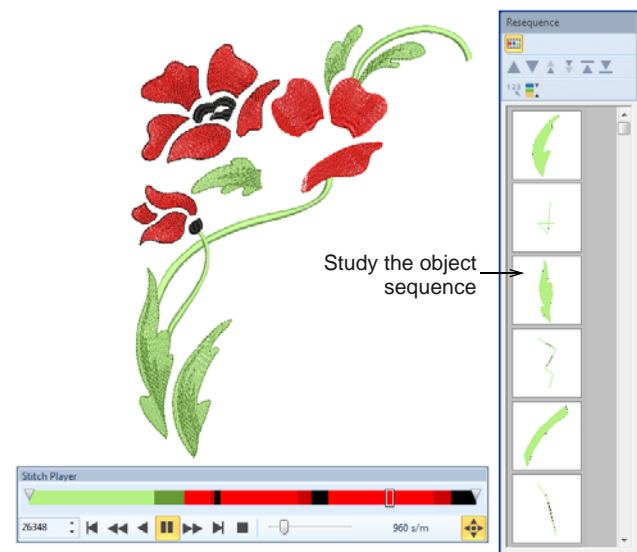 Resequence
1 2 3
Study the object
sequence
Stitch Player
26348
960 s/m